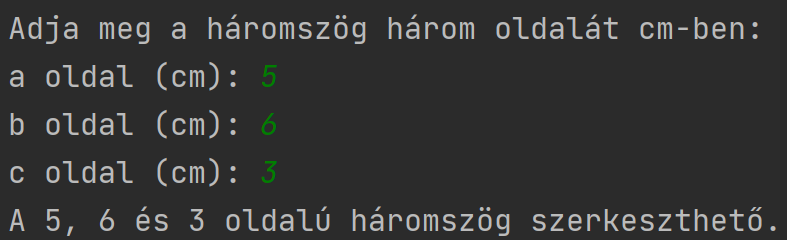 Adja meg a háromszög három oldalát cm-ben:
a oldal (cm): 5
b oldal (cm): 6
c oldal (cm): 3
A 5, 6 és 3 oldalú háromszög szerkeszthető.